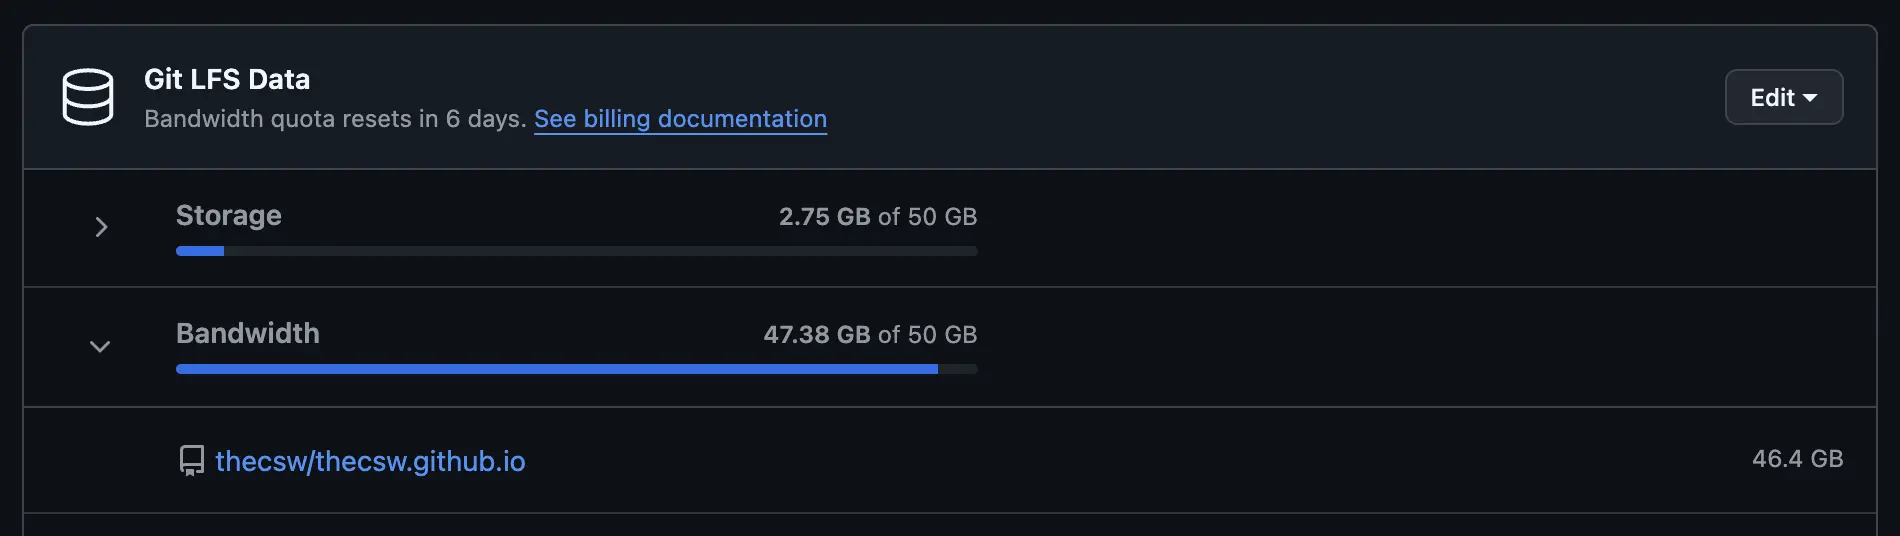 Git LFS Data
Bandwidth quota resets in 6 days. See billing documentation
Edit
Storage
2.75 GB of 50 GB
Bandwidth
47.38 GB of 50 GB
thecsw/thecsw.github.io
46.4 GB